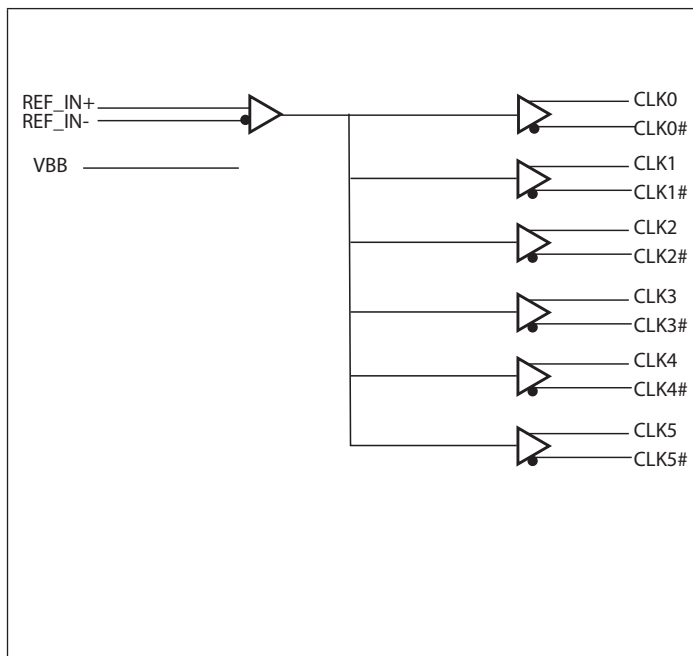 REF_IN+
REF_IN-
VBB
CLK0
CLK0#
CLK1
CLK1#
CLK2
CLK2#
CLK3
CLK3#
CLK4
CLK4#
CLK5
CLK5#